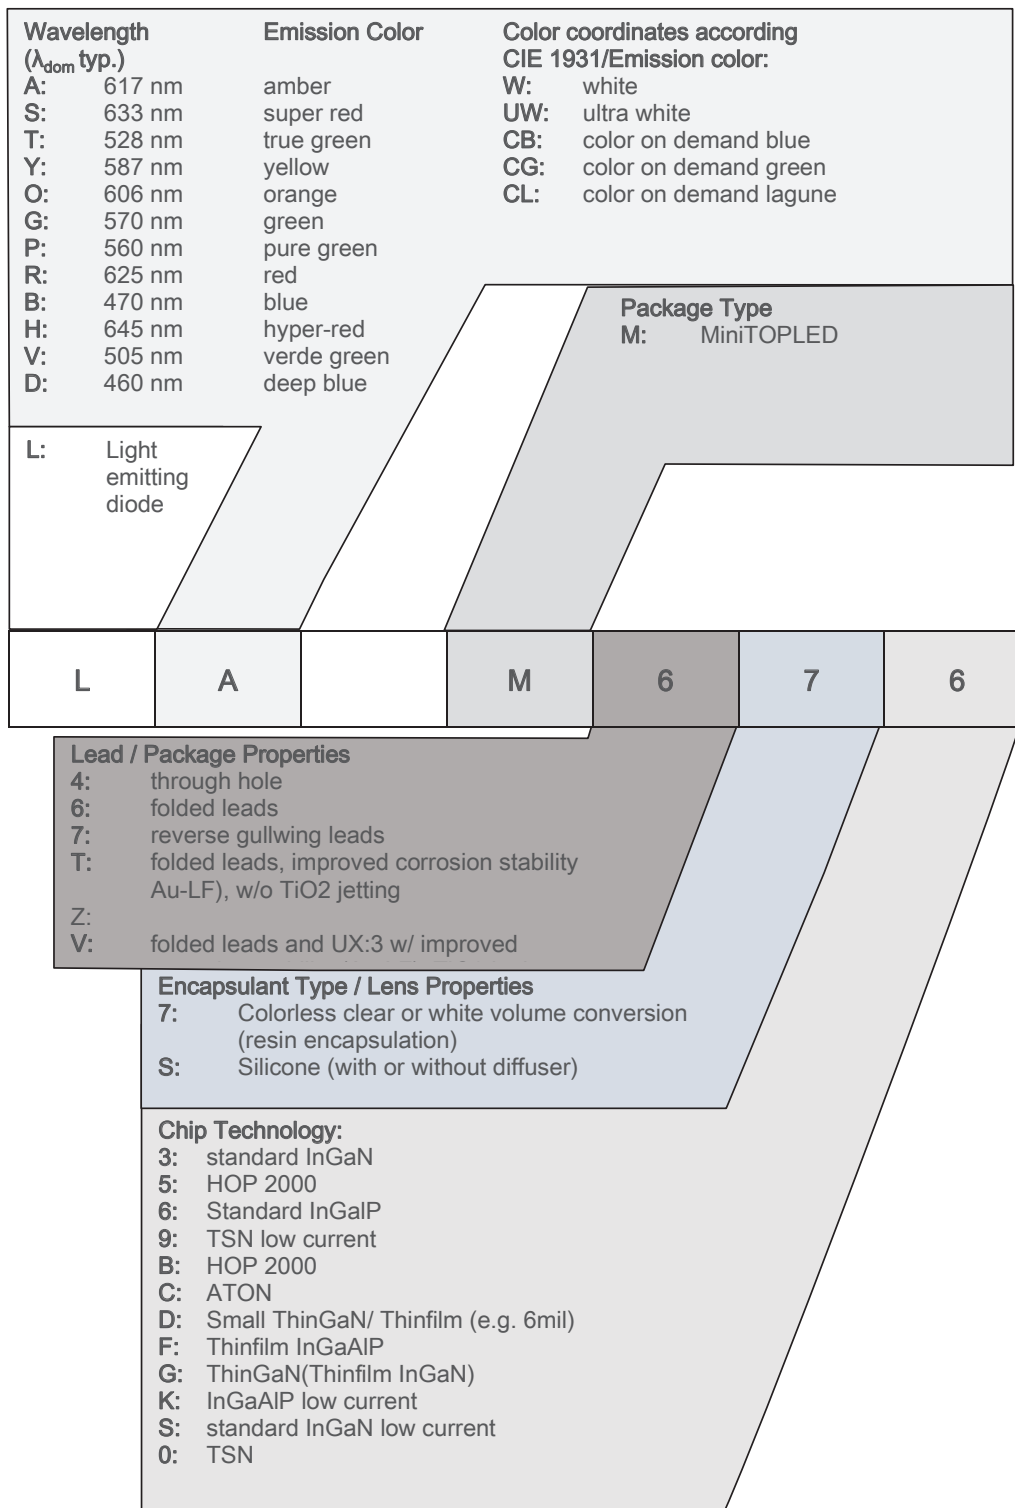 Wavelength Emission Color Color coordinates according
(λdom typ.) CIE 1931/Emission color:
A: 617 nm amber W: white
S: 633 nm super red UW: ultra white
T: 528 nm true green CB: color on demand blue
Y: 587 nm yellow CG: color on demand green
O: 606 nm orange CL: color on demand lagune
G: 570 nm green
P: 560 nm pure green
R: 625 nm red
B: 470 nm blue
H: 645 nm hyper-red
V: 505 nm verde green
D: 460 nm deep blue
Package Type
M: MiniTOPLED
L: Light
emitting
diode
L A M 6 7 6
Lead / Package Properties
4: through hole
6: folded leads
7: reverse gullwing leads
T: folded leads, improved corrosion stability
Au-LF), w/o TiO2 jetting
Z:
V: folded leads and UX:3 w/ improved
Encapsulant Type / Lens Properties
7: Colorless clear or white volume conversion
(resin encapsulation)
S: Silicone (with or without diffuser)
Chip Technology:
3: standard InGaN
5: HOP 2000
6: Standard InGalP
9: TSN low current
B: HOP 2000
C: ATON
D: Small ThinGaN/ Thinfilm (e.g. 6mil)
F: Thinfilm InGaAlP
G: ThinGaN(Thinfilm InGaN)
K: InGaAlP low current
S: standard InGaN low current
0: TSN